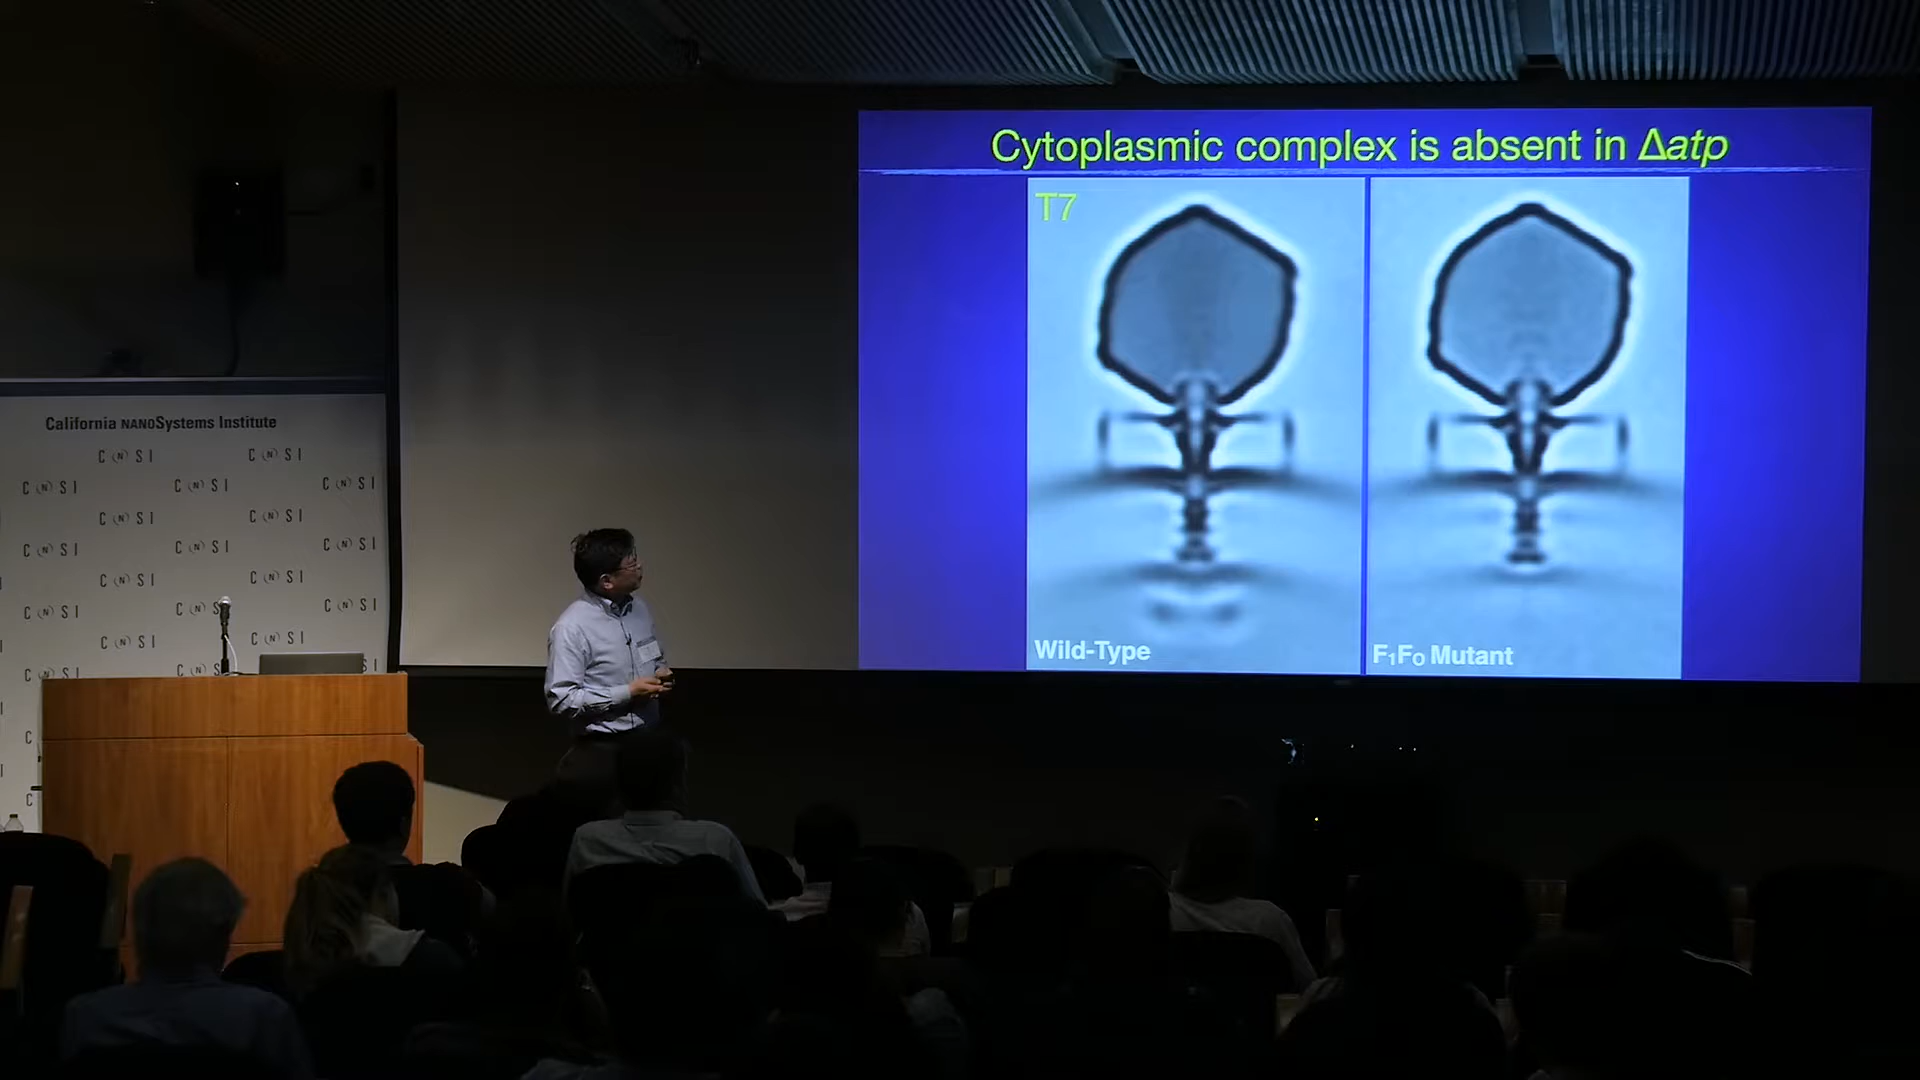 Cytoplasmic complex is absent in Δatp
T7
Wild-Type
F₁F₀ Mutant
California NANOSystems Institute
C (N) S I
C (N) S I
C (N) S I
C (N) S I
C (N) S I
C (N) S I
C (N) S I
C (N) S I
C (N) S I
C (N) S I
C (N) S I
C (N) S I
C (N) S I
C (N) S I
C (N) S
C (N) S I
C (N) S I
C (N) S I
C (N) S